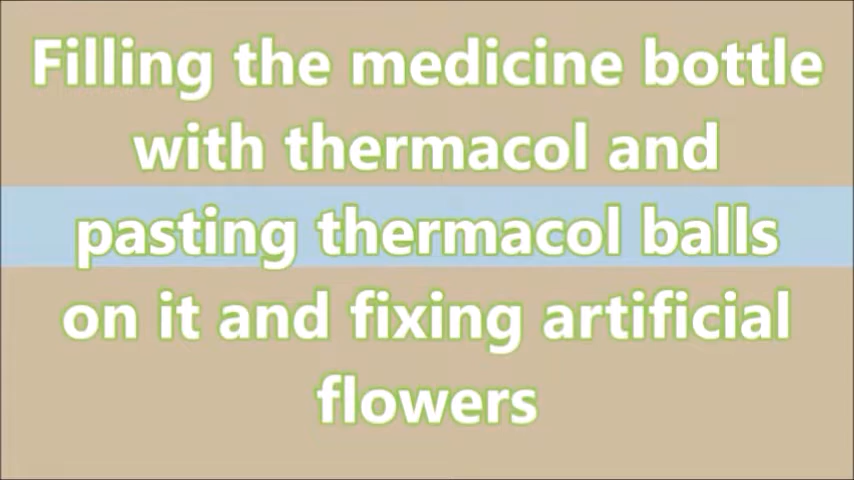 Filling the medicine bottle
with thermacol and
pasting thermacol balls
on it and fixing artificial
flowers